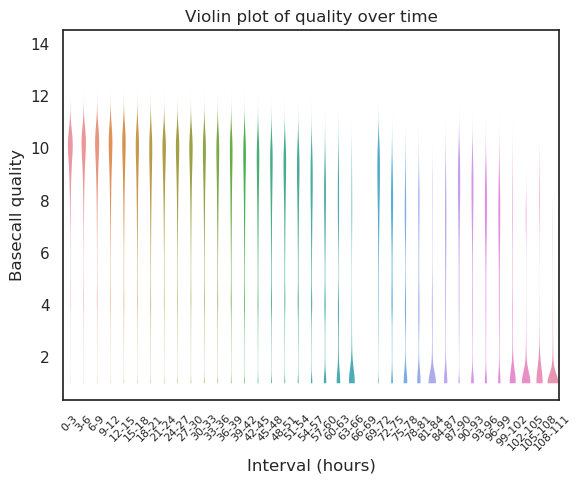 Violin plot of quality over time
14
12
10
8
6
4
2
Basecall quality
0-3 3-6 6-9 9-12 12-15 15-18 18-21 21-24 24-27 27-30 30-33 33-36 36-39 39-42 42-45 45-48 48-51 51-54 54-57 57-60 60-63 63-66 66-69 69-72 72-75 75-78 78-81 81-84 84-87 87-90 90-93 93-96 96-99 99-102 102-105 105-108 108-111
Interval (hours)